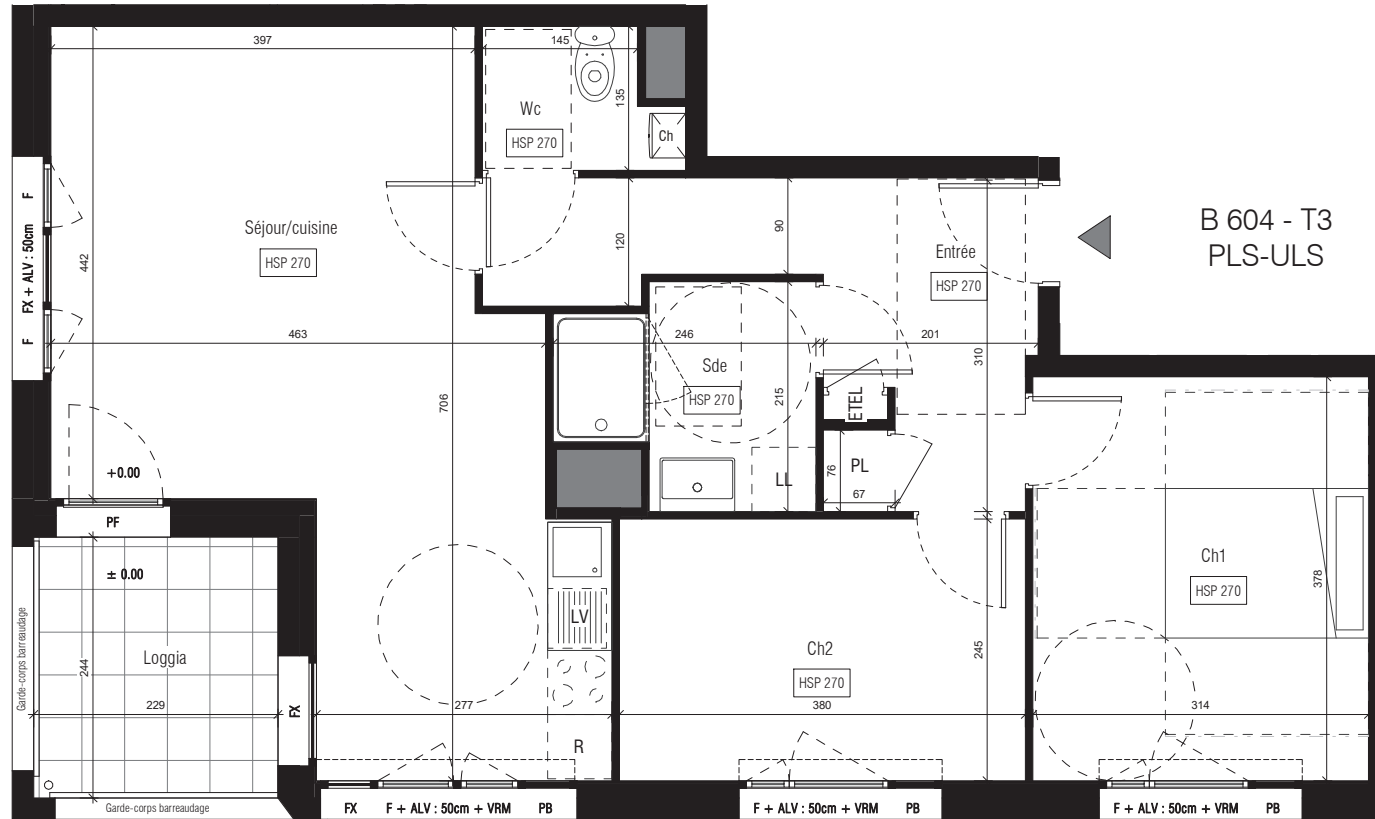 397
145
Wc
HSP 270
135
Ch
F FX + ALV : 50cm F
442
Séjour/cuisine
HSP 270
120
90
Entrée
HSP 270
B 604 - T3
PLS-ULS
463
246
201
310
Sde
HSP 270
215
ETEL
706
+0.00
PL
76
67
LL
PF
± 0.00
LV
Ch1
HSP 270
378
Garde-corps barreaudage
244
Loggia
229
FX
277
R
Ch2
HSP 270
245
380
314
Garde-corps barreaudage
FX F + ALV : 50cm + VRM PB
F + ALV : 50cm + VRM PB
F + ALV : 50cm + VRM PB